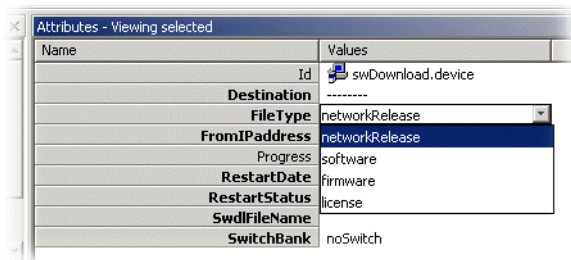 Attributes - Viewing selected
Name Values
Id swDownload.device
Destination --------
FileType networkRelease
FromIPaddress networkRelease
Progress software
RestartDate firmware
RestartStatus license
SwdlFileName
SwitchBank noSwitch